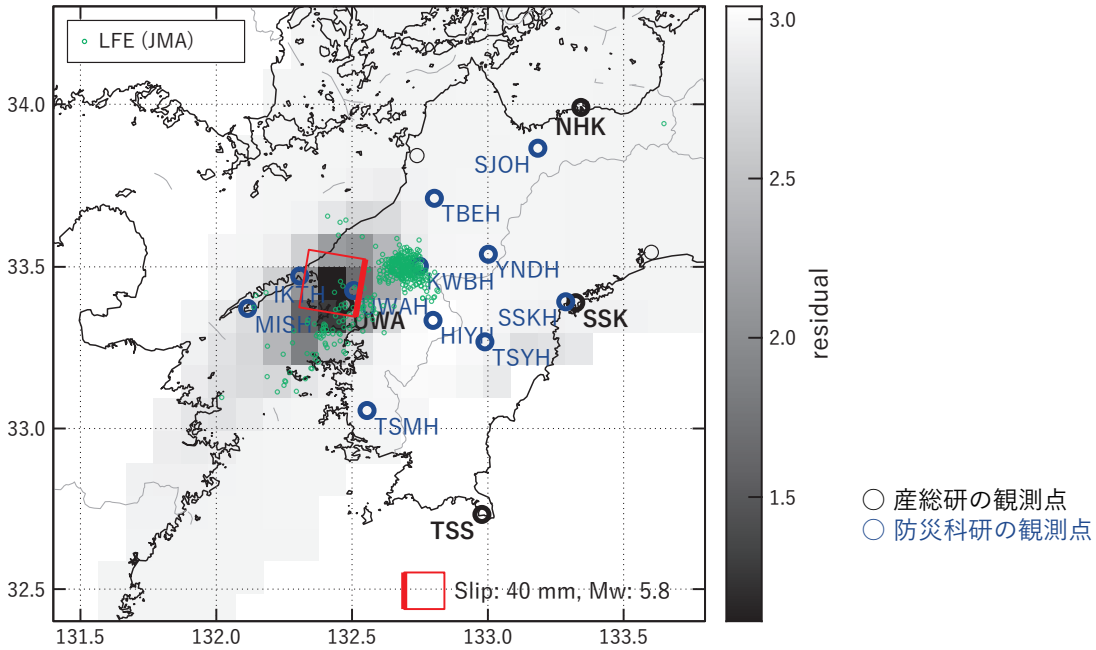 LFE (JMA)
3.0
34.0
NHK
SJOH
2.5
TBEH
33.5
YNDH
KWBH
IKTH
UWAH
MISH
UWA
SSKH
SSK
HIYH
TSYH
2.0
residual
33.0
TSMH
1.5
TSS
産総研の観測点
防災科研の観測点
32.5
Slip: 40 mm, Mw: 5.8
131.5
132.0
132.5
133.0
133.5